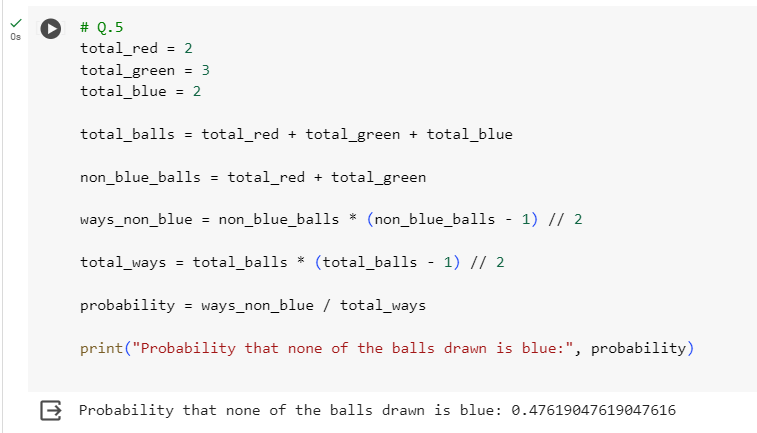 # Q.5
0s
total_red = 2
total_green = 3
total_blue = 2
total_balls = total_red + total_green + total_blue
non_blue_balls = total_red + total_green
ways_non_blue = non_blue_balls * (non_blue_balls - 1) // 2
total_ways = total_balls * (total_balls - 1) // 2
probability = ways_non_blue / total_ways
print("Probability that none of the balls drawn is blue:", probability)
Probability that none of the balls drawn is blue: 0.47619047619047616